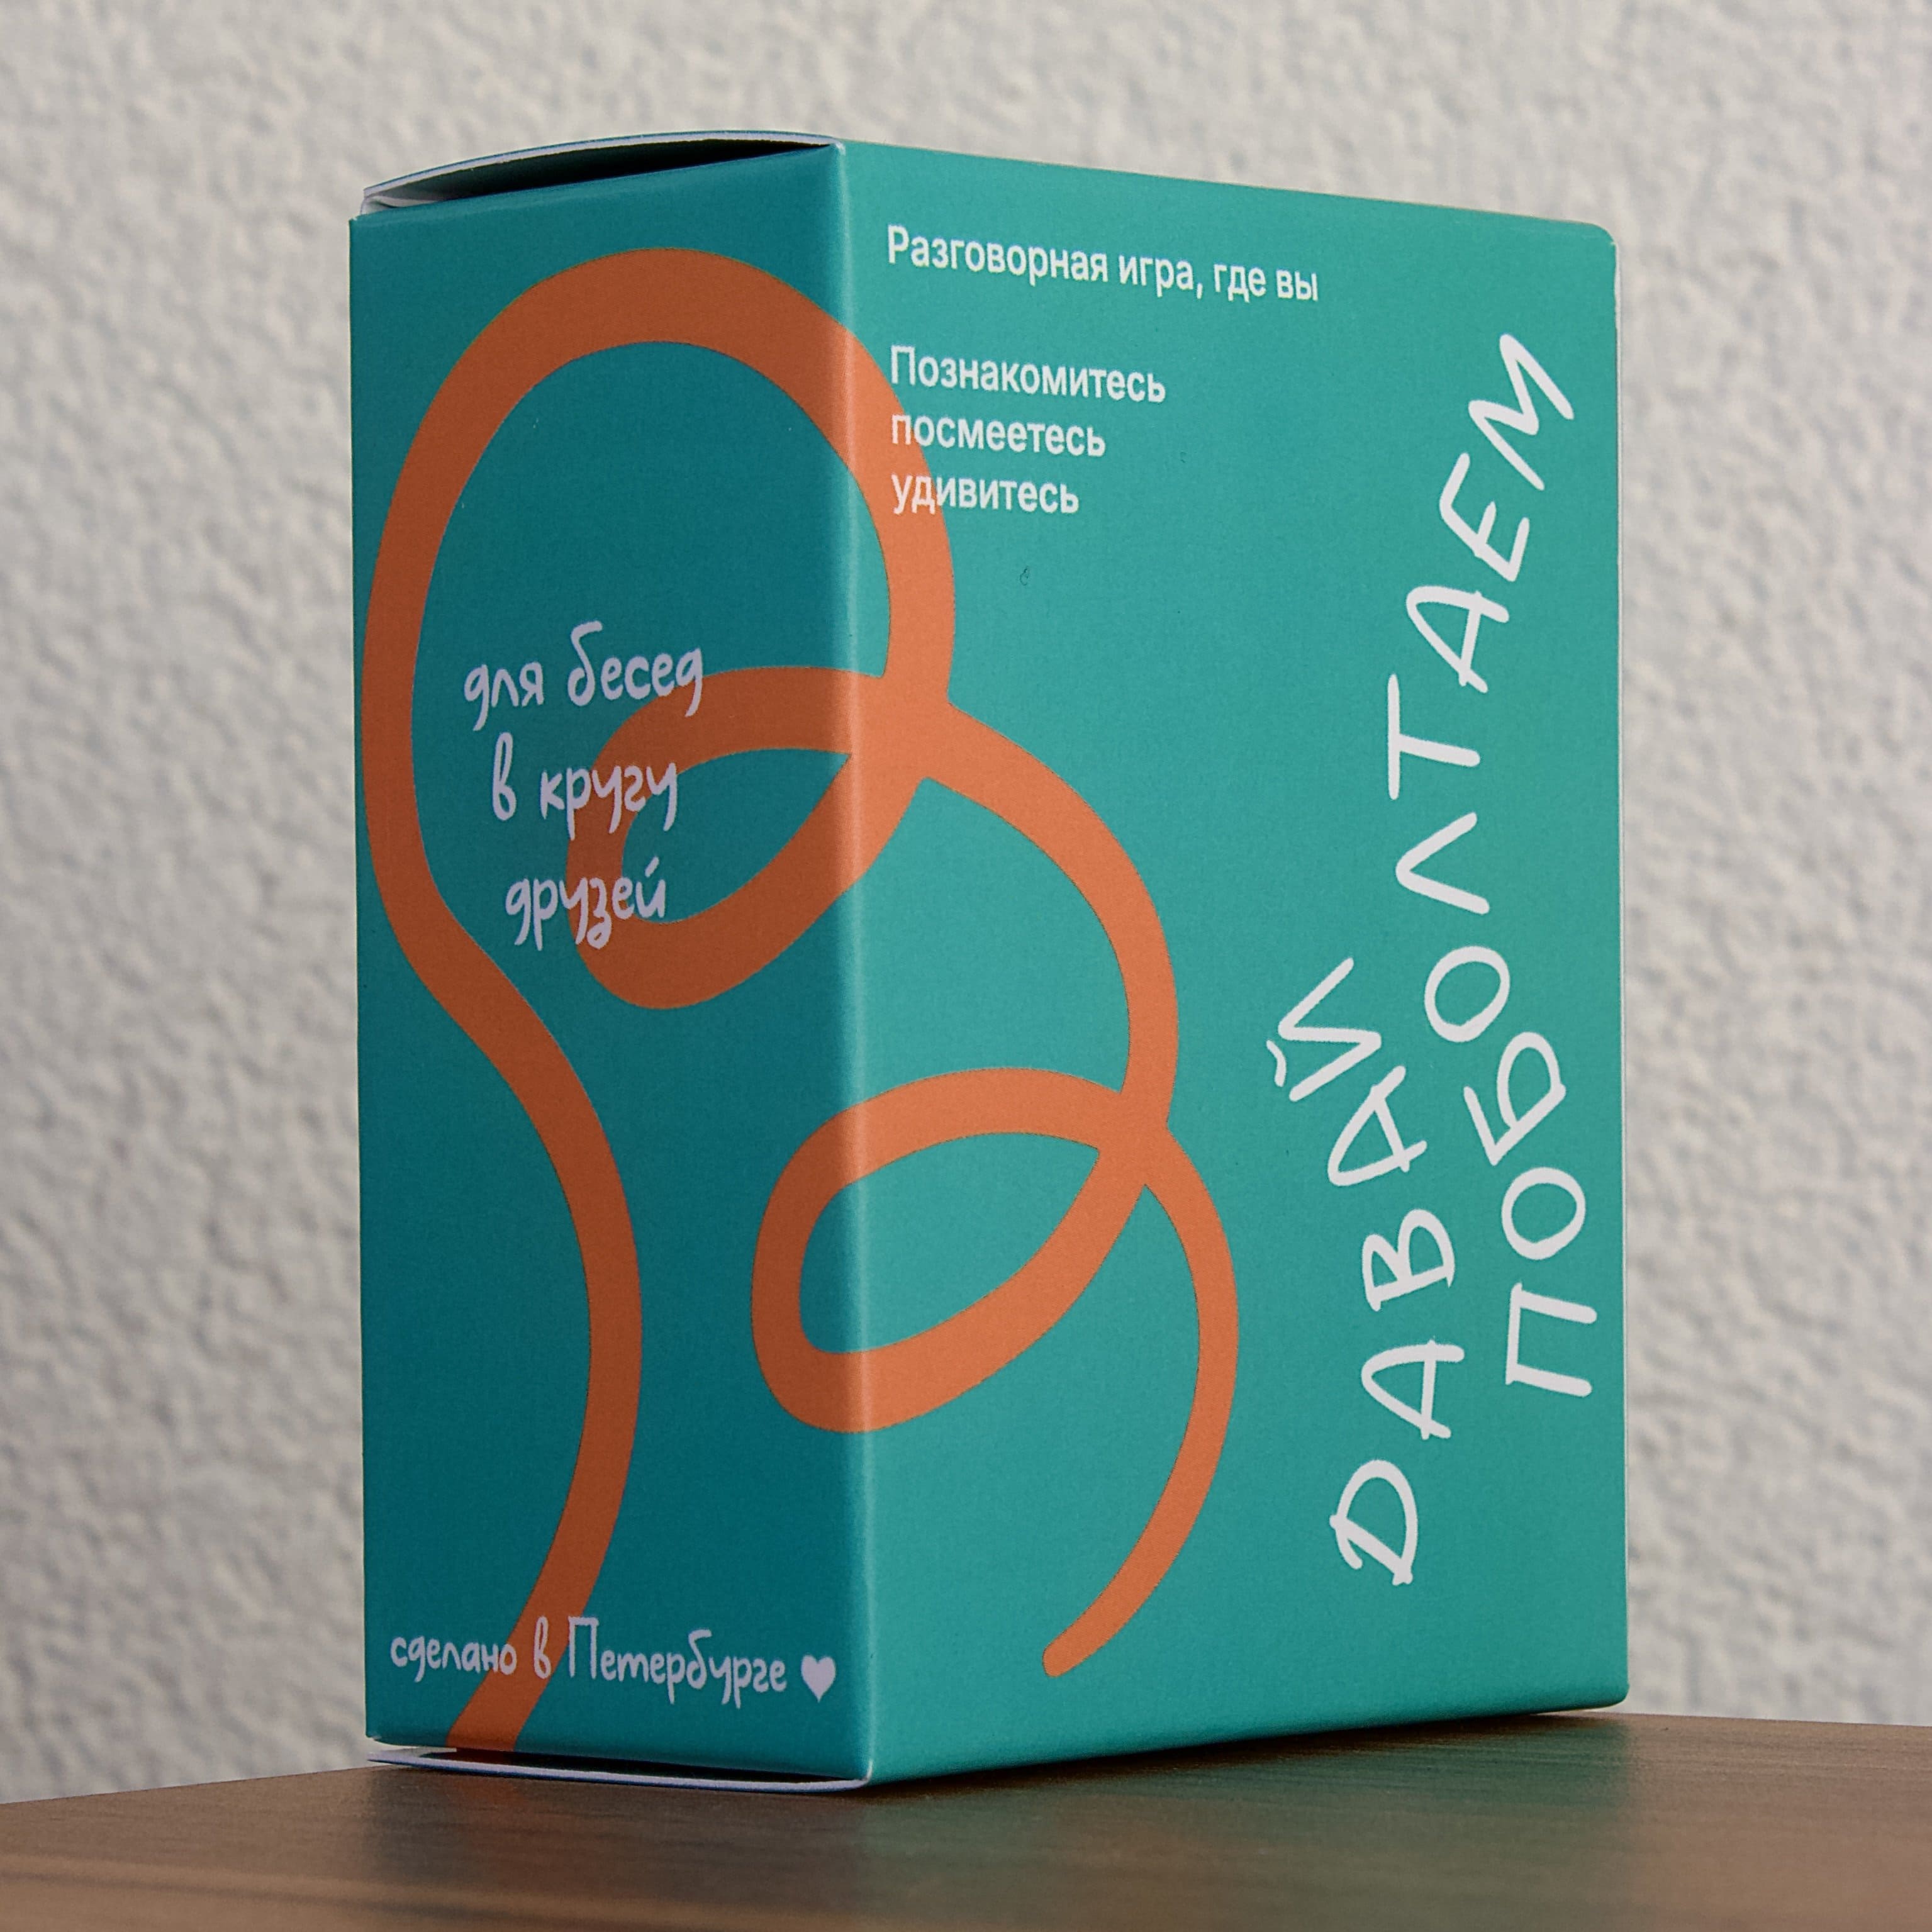 Разговорная игра, где вы
Познакомитесь
посмеетесь
удивитесь
ДАВАЙ
ПОБОЛТАЕМ
для бесед
в кругу
друзей
сделано в Петербурге